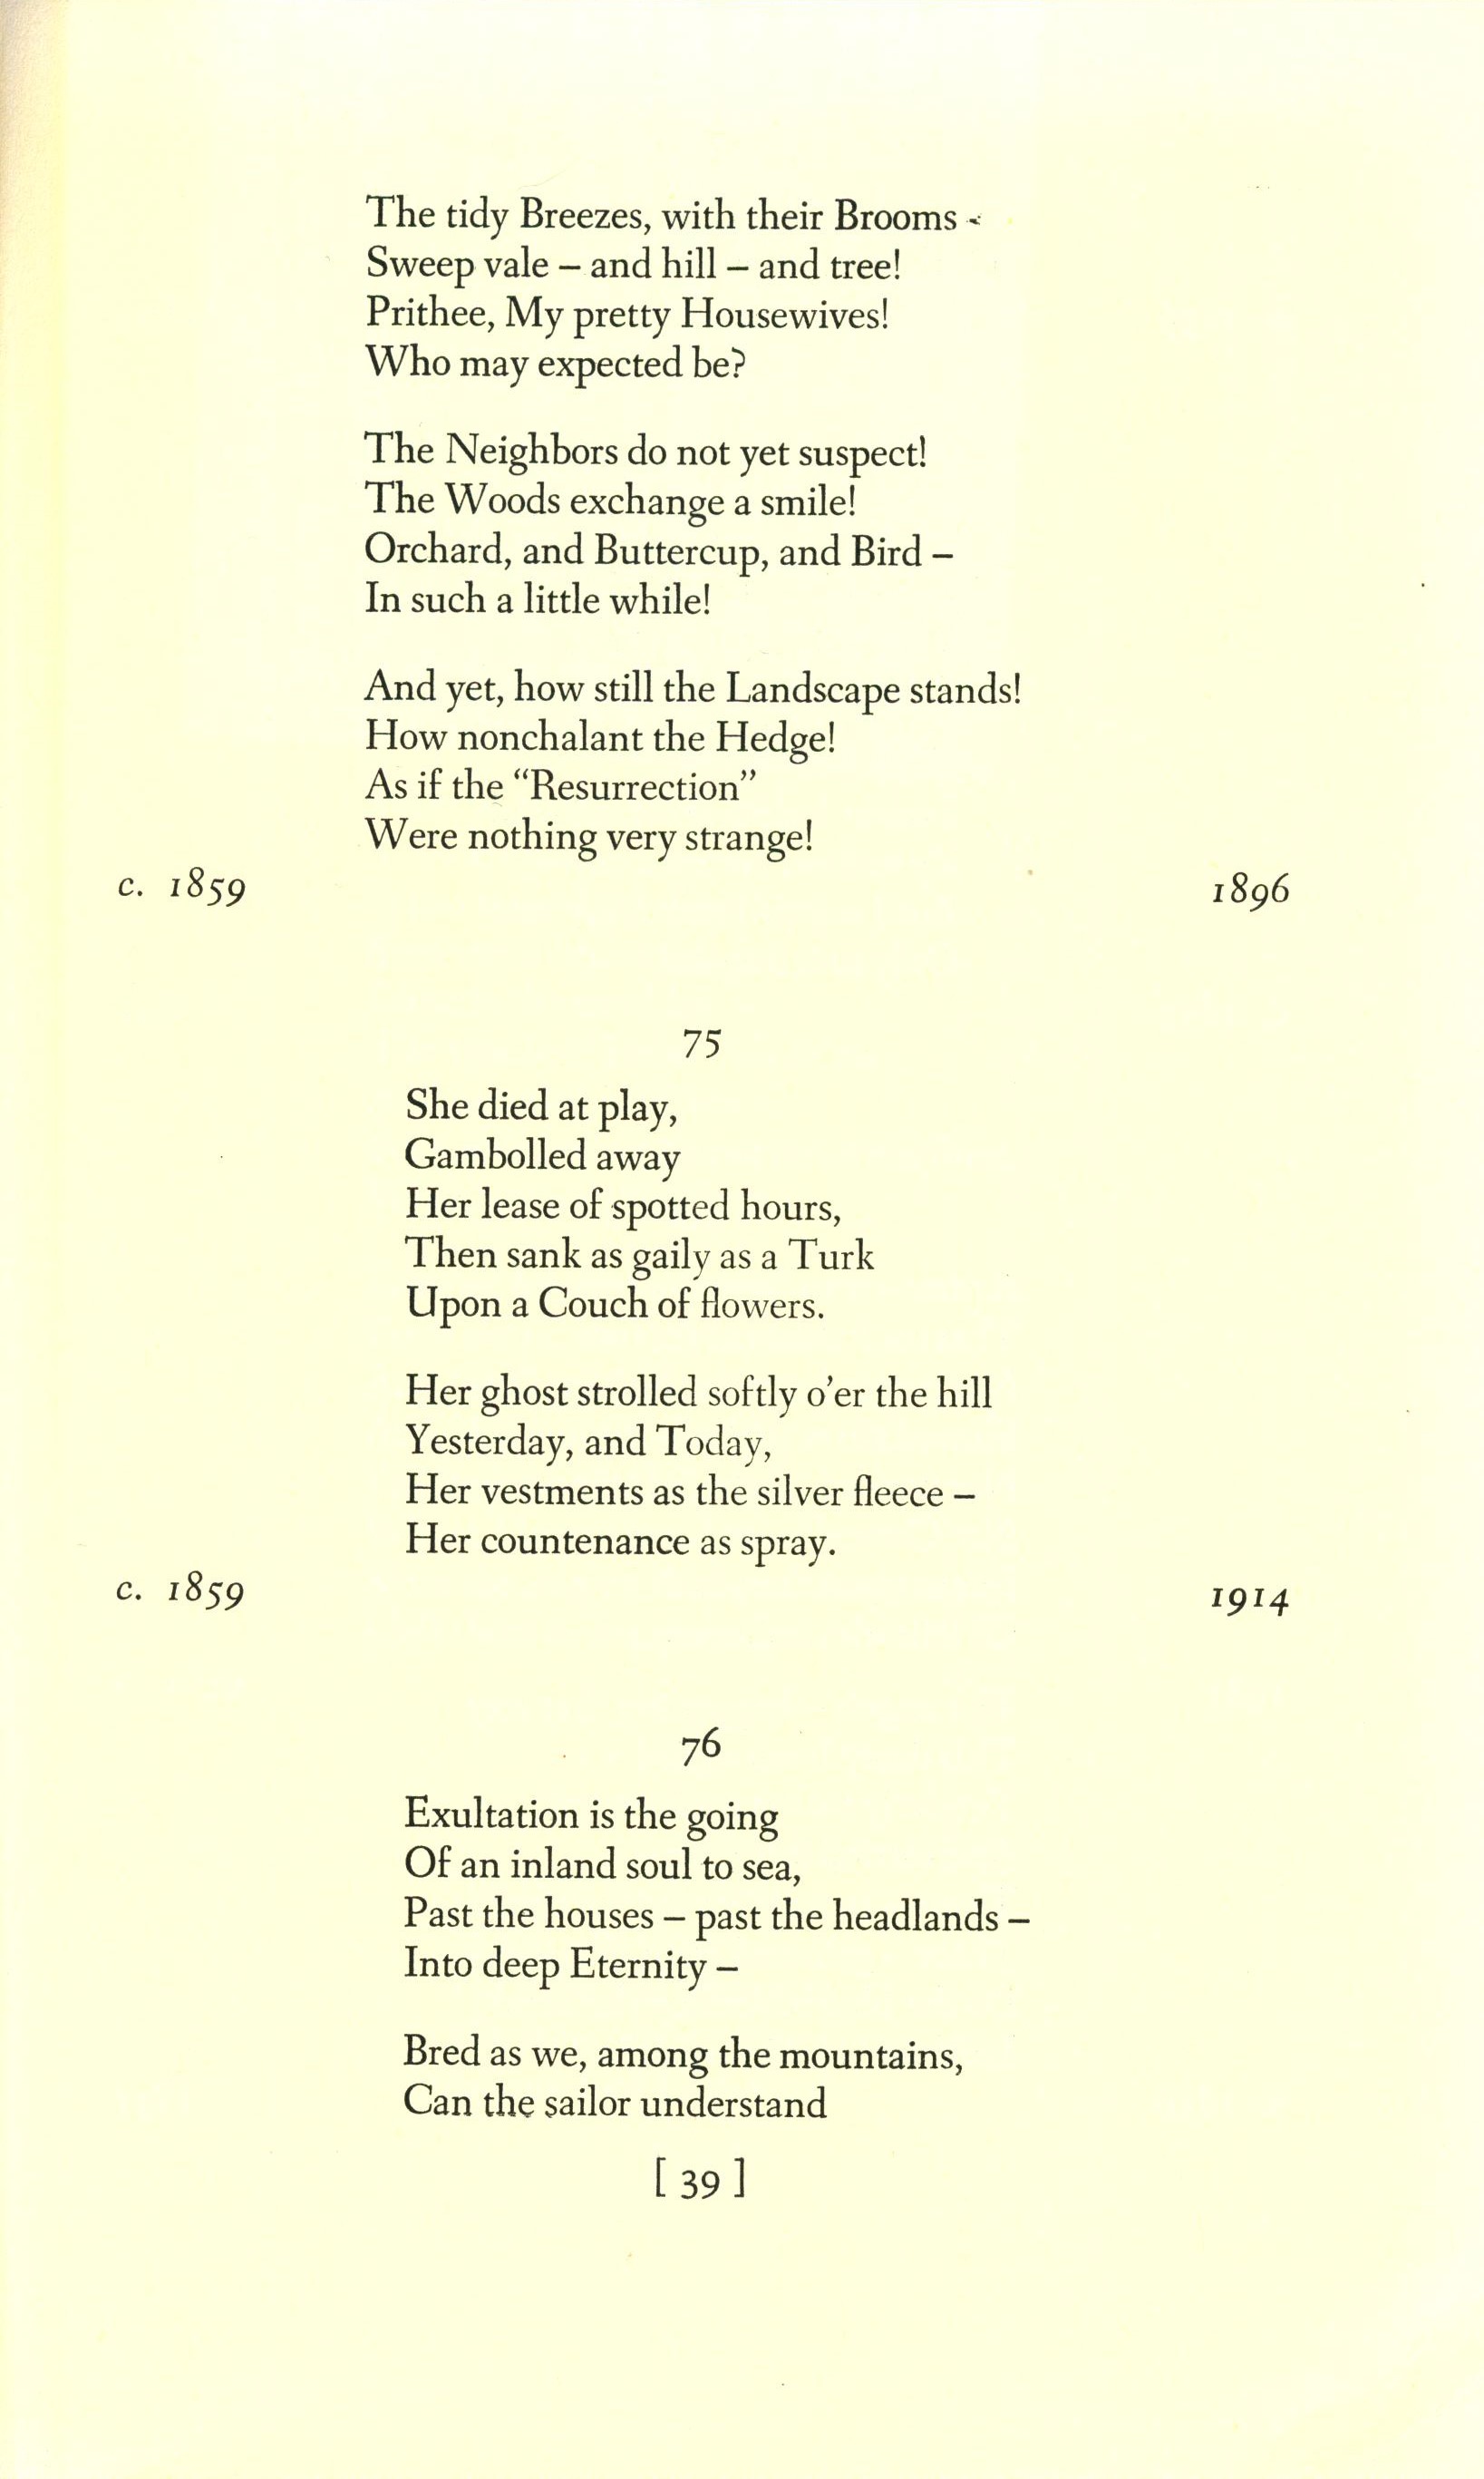 The tidy Breezes, with their Brooms –
Sweep vale – and hill – and tree!
Prithee, My pretty Housewives!
Who may expected be?
The Neighbors do not yet suspect!
The Woods exchange a smile!
Orchard, and Buttercup, and Bird –
In such a little while!
And yet, how still the Landscape stands!
How nonchalant the Hedge!
As if the “Resurrection”
Were nothing very strange!
c. 1859 1896
75
She died at play,
Gambolled away
Her lease of spotted hours,
Then sank as gaily as a Turk
Upon a Couch of flowers.
Her ghost strolled softly o’er the hill
Yesterday, and Today,
Her vestments as the silver fleece –
Her countenance as spray.
c. 1859 1914
76
Exultation is the going
Of an inland soul to sea,
Past the houses – past the headlands –
Into deep Eternity –
Bred as we, among the mountains,
Can the sailor understand
[ 39 ]